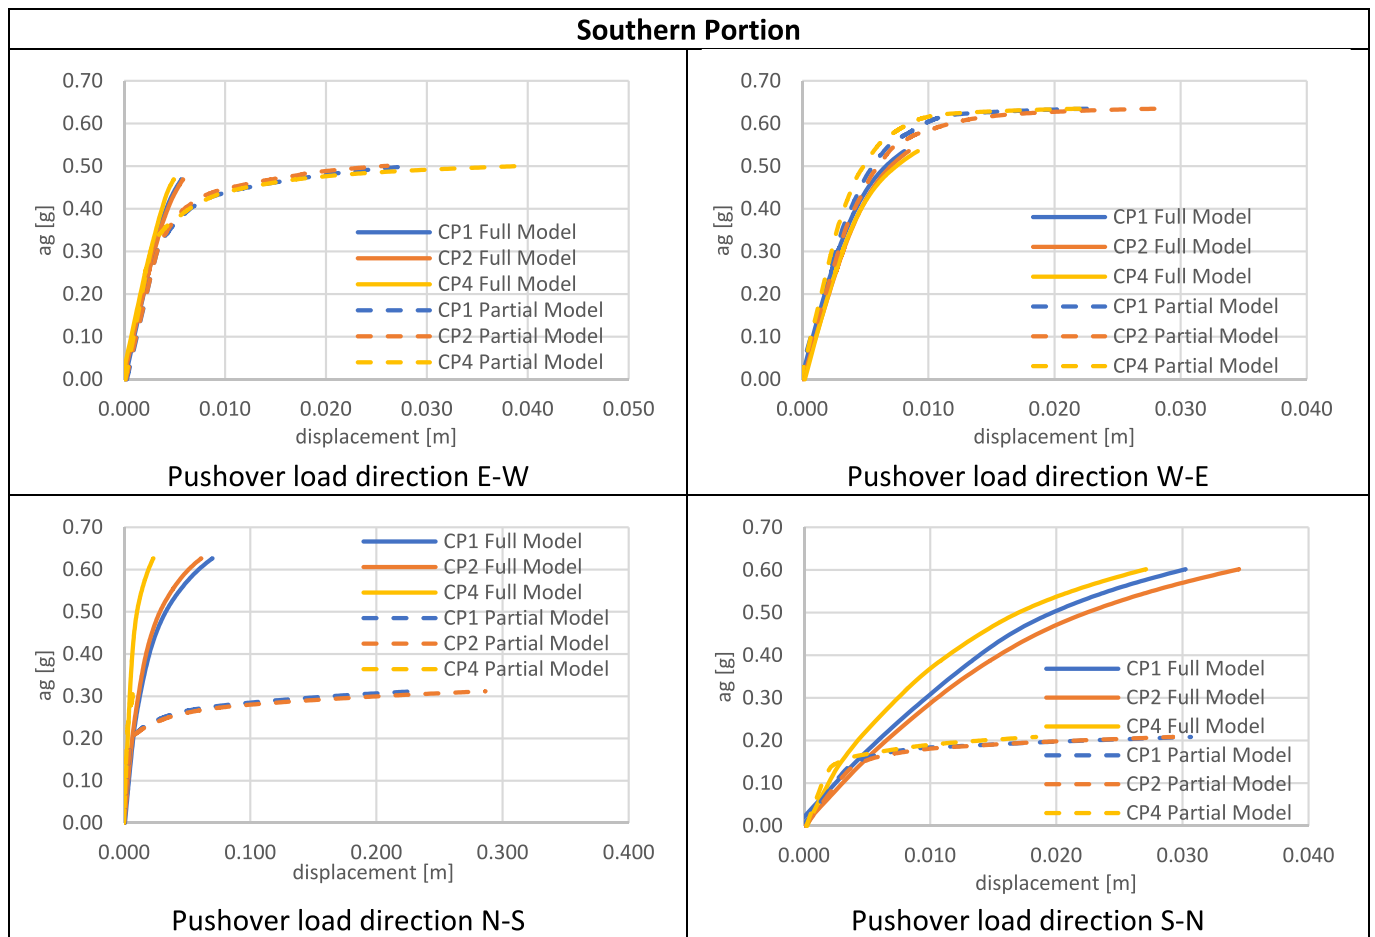 Southern Portion
0.70
0.60
0.50
0.40
0.30
0.20
0.10
0.00
ag [g]
CP1 Full Model
CP2 Full Model
CP4 Full Model
CP1 Partial Model
CP2 Partial Model
CP4 Partial Model
0.000 0.010 0.020 0.030 0.040 0.050
displacement [m]
Pushover load direction E-W
0.70
0.60
0.50
0.40
0.30
0.20
0.10
0.00
ag [g]
CP1 Full Model
CP2 Full Model
CP4 Full Model
CP1 Partial Model
CP2 Partial Model
CP4 Partial Model
0.000 0.010 0.020 0.030 0.040
displacement [m]
Pushover load direction W-E
0.70
0.60
0.50
0.40
0.30
0.20
0.10
0.00
ag [g]
CP1 Full Model
CP2 Full Model
CP4 Full Model
CP1 Partial Model
CP2 Partial Model
CP4 Partial Model
0.000 0.100 0.200 0.300 0.400
displacement [m]
Pushover load direction N-S
0.70
0.60
0.50
0.40
0.30
0.20
0.10
0.00
ag [g]
CP1 Full Model
CP2 Full Model
CP4 Full Model
CP1 Partial Model
CP2 Partial Model
CP4 Partial Model
0.000 0.010 0.020 0.030 0.040
displacement [m]
Pushover load direction S-N